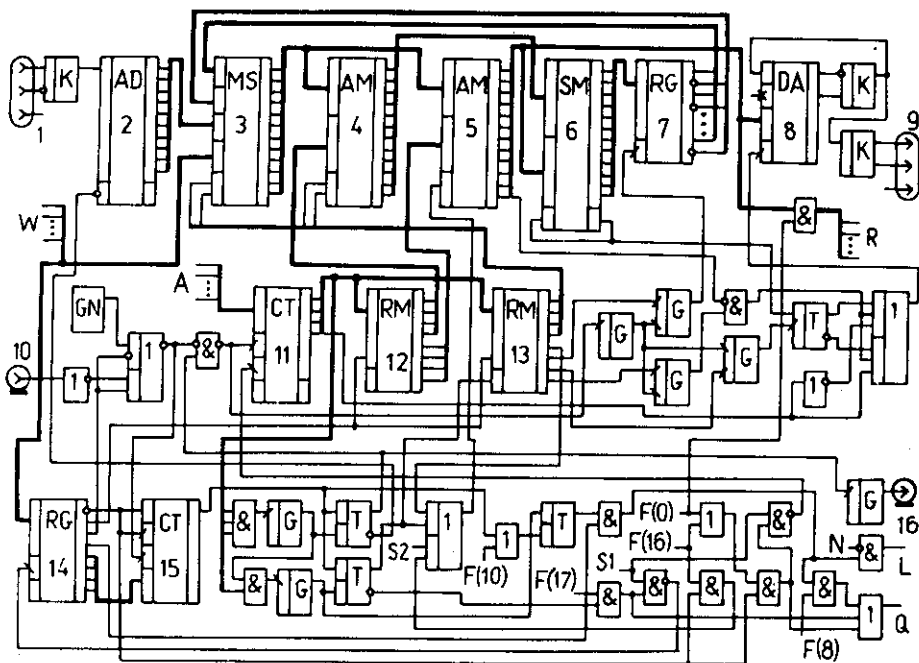 K AD MS AM AM SM RG DA K
1 2 3 4 5 6 7 8 9
K
W & R
A
GN CT RM RM G & T 1
10 1 1 & 11 12 13 G G
G 1
RG CT & G T 1 T & F(0) 1 & G 16
14 15 S2 1 F(16) N & L
F(10) F(17) S1
& G T & & & & & 1 Q
F(8)